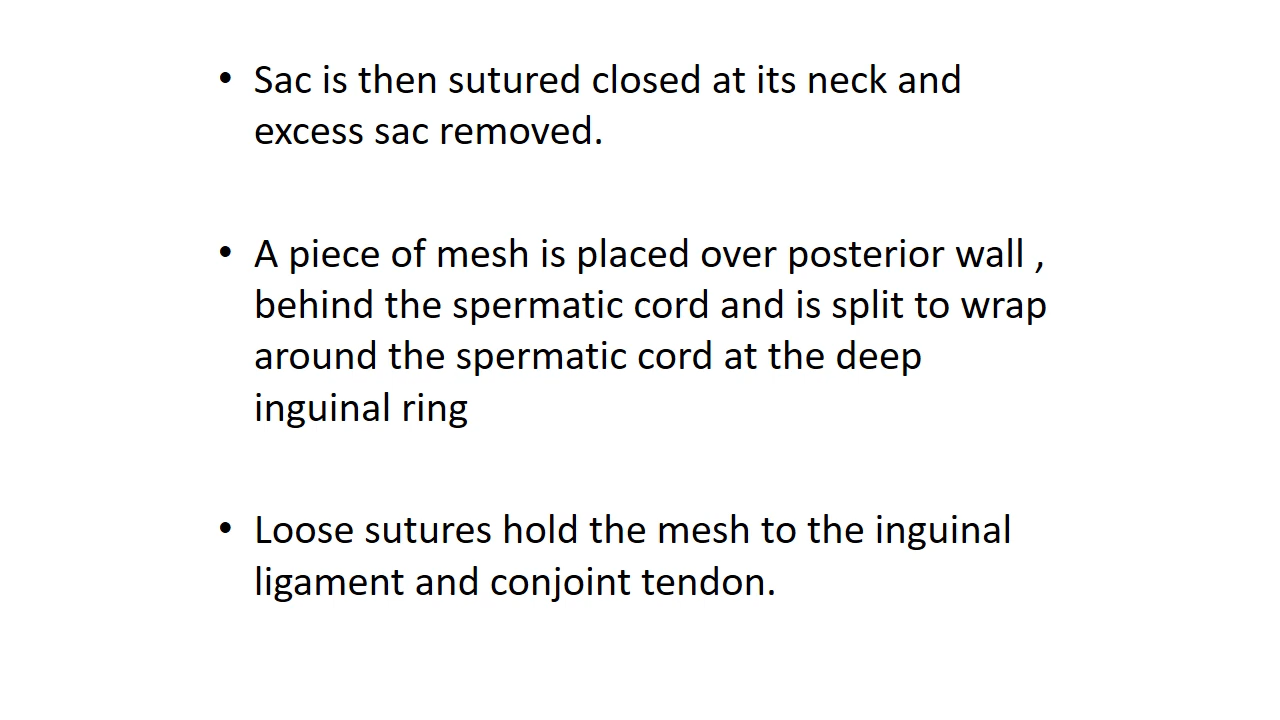 • Sac is then sutured closed at its neck and
excess sac removed.
• A piece of mesh is placed over posterior wall ,
behind the spermatic cord and is split to wrap
around the spermatic cord at the deep
inguinal ring
• Loose sutures hold the mesh to the inguinal
ligament and conjoint tendon.